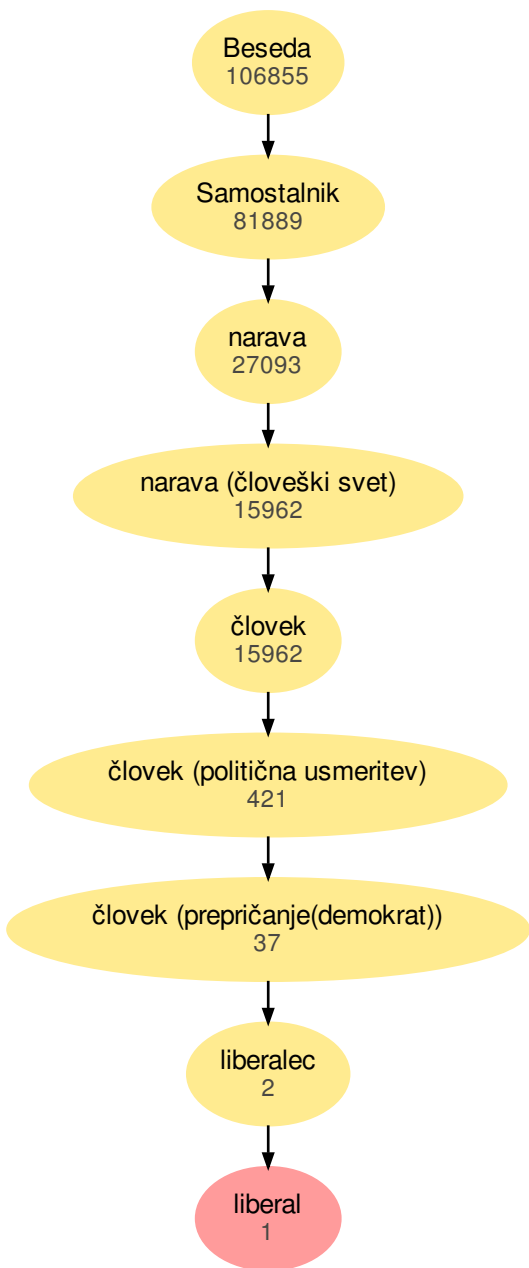 Beseda
106855
Samostalnik
81889
narava
27093
narava (človeški svet)
15962
človek
15962
človek (politična usmeritev)
421
človek (prepričanje(demokrat))
37
liberalec
2
liberal
1